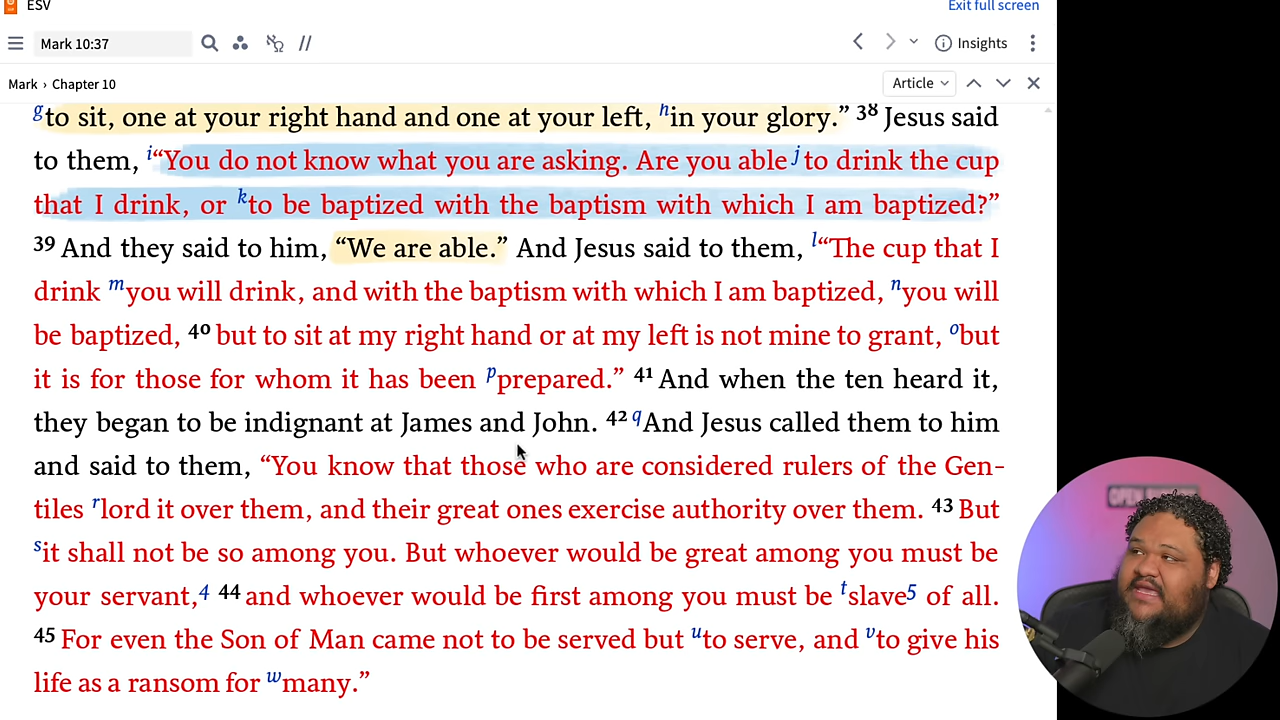 ESV
Exit full screen
Mark 10:37
Insights
Mark › Chapter 10
Article
gto sit, one at your right hand and one at your left, hin your glory.” 38 Jesus said
to them, i“You do not know what you are asking. Are you able j to drink the cup
that I drink, or kto be baptized with the baptism with which I am baptized?”
39 And they said to him, “We are able.” And Jesus said to them, l“The cup that I
drink myou will drink, and with the baptism with which I am baptized, nyou will
be baptized, 40 but to sit at my right hand or at my left is not mine to grant, obut
it is for those for whom it has been pprepared.” 41 And when the ten heard it,
they began to be indignant at James and John. 42 qAnd Jesus called them to him
and said to them, “You know that those who are considered rulers of the Gen-
tiles rlord it over them, and their great ones exercise authority over them. 43 But
sit shall not be so among you. But whoever would be great among you must be
your servant,4 44 and whoever would be first among you must be tslave5 of all.
45 For even the Son of Man came not to be served but uto serve, and vto give his
life as a ransom for wmany.”